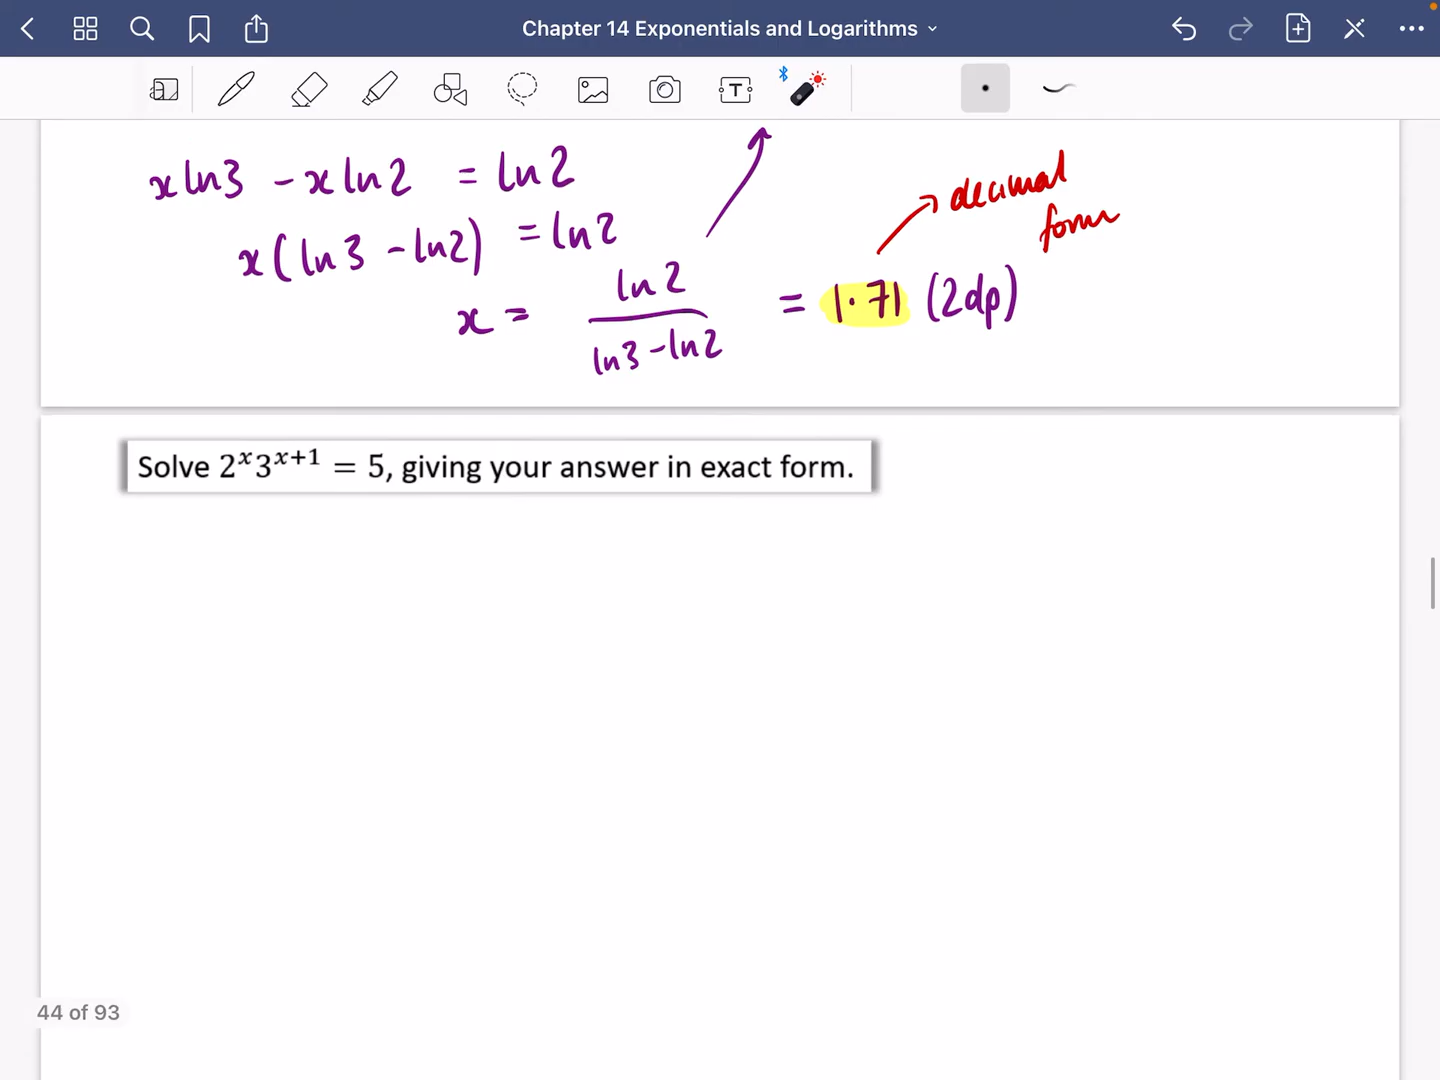 Chapter 14 Exponentials and Logarithms
x ln3 - x ln2 = ln2
x(ln3 - ln2) = ln2
x = ln2 / (ln3 - ln2) = 1.71 (2dp)
decimal
form
Solve 2^x3^{x+1} = 5, giving your answer in exact form.
44 of 93